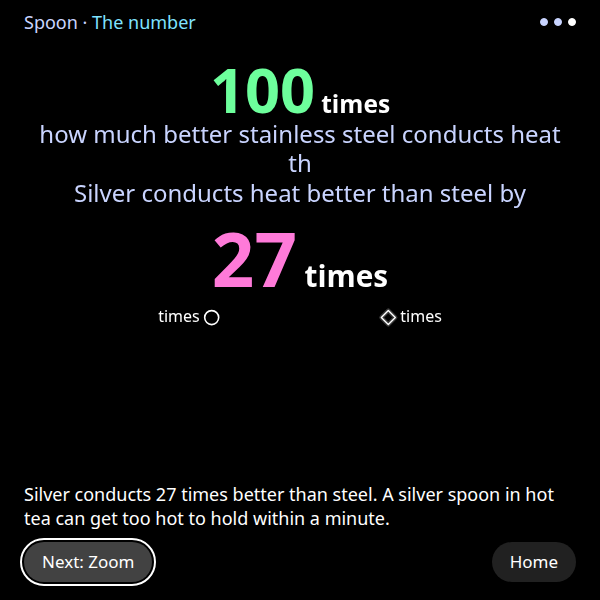 Spoon · The number
100 times
how much better stainless steel conducts heat
th
Silver conducts heat better than steel by
27 times
times
times
Silver conducts 27 times better than steel. A silver spoon in hot
tea can get too hot to hold within a minute.
Next: Zoom
Home